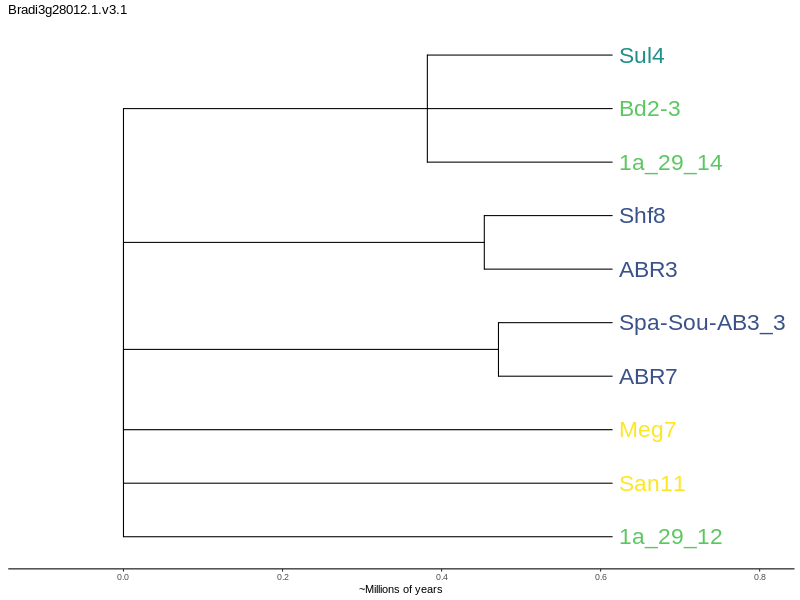 Bradi3g28012.1.v3.1
Sul4
Bd2-3
1a_29_14
Shf8
ABR3
Spa-Sou-AB3_3
ABR7
Meg7
San11
1a_29_12
0.0 0.2 0.4 0.6 0.8
~Millions of years